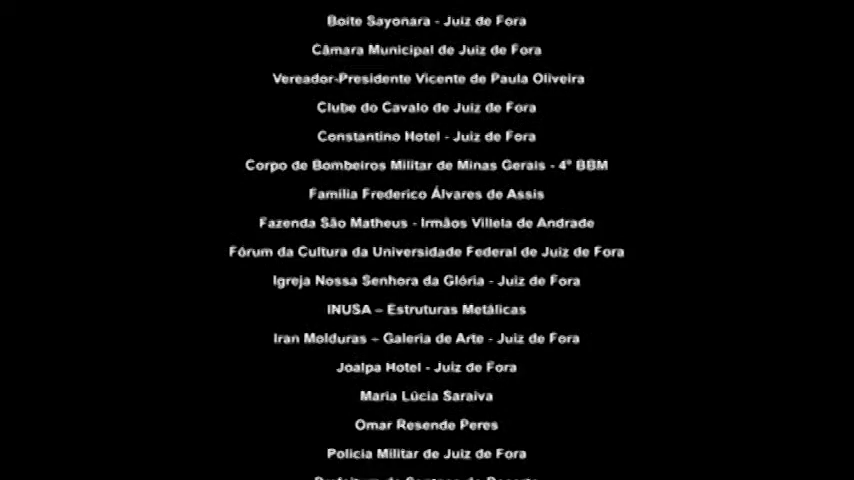 Boite Sayonara - Juiz de Fora
Câmara Municipal de Juiz de Fora
Vereador-Presidente Vicente de Paula Oliveira
Clube do Cavalo de Juiz de Fora
Constantino Hotel - Juiz de Fora
Corpo de Bombeiros Militar de Minas Gerais - 4º BBM
Família Frederico Álvares de Assis
Fazenda São Matheus - Irmãos Villela de Andrade
Fórum da Cultura da Universidade Federal de Juiz de Fora
Igreja Nossa Senhora da Glória - Juiz de Fora
INUSA – Estruturas Metálicas
Iran Molduras – Galeria de Arte - Juiz de Fora
Joalpa Hotel - Juiz de Fora
Maria Lúcia Saraiva
Omar Resende Peres
Polícia Militar de Juiz de Fora